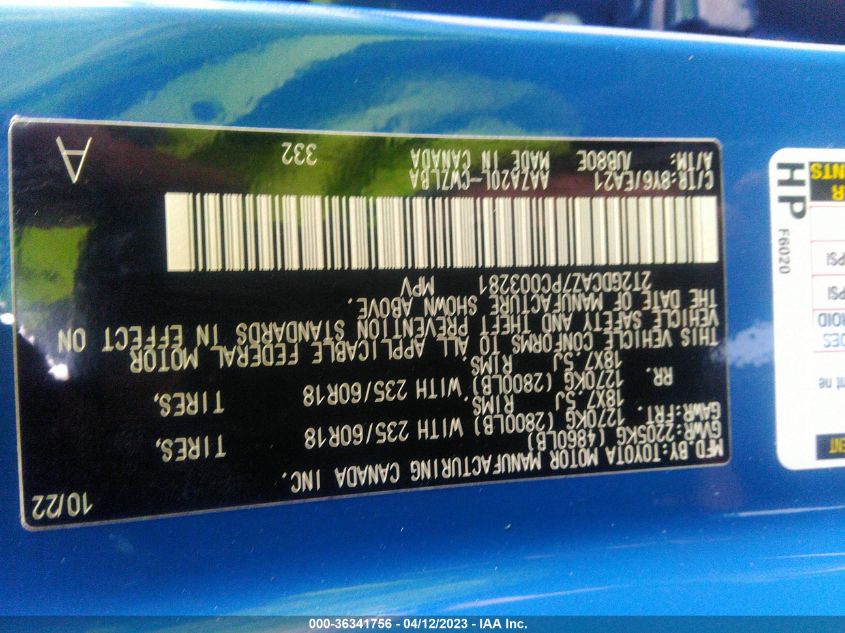 MFD.BY: TOYOTA MOTOR MANUFACTURING CANADA INC. 10/22
GVWR:2205KG (4860LB)
GAWR:FRT. 1270KG (2800LB) WITH 235/60R18 TIRES,
18X7.5J RIMS.
RR. 1270KG (2800LB) WITH 235/60R18 TIRES,
18X7.5J RIMS.
THIS VEHICLE CONFORMS TO ALL APPLICABLE FEDERAL MOTOR
VEHICLE SAFETY AND THEFT PREVENTION STANDARDS IN EFFECT ON
THE DATE OF MANUFACTURE SHOWN ABOVE.
2T2GDCAZ7PC003281 MPV
C/TR:8Y6/EA21 AAZA20L-CWZLBA
A/TM: /UB80E MADE IN CANADA 332 A
HP
F6020
PSI
PSI
000-36341756 - 04/12/2023 - IAA Inc.